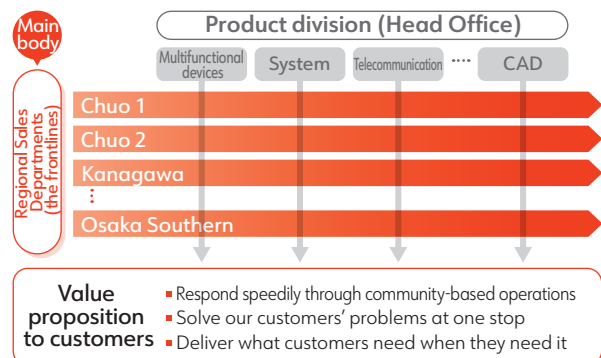 Main
body
Product division (Head Office)
Multifunctional
devices
System
Telecommunication
CAD
Regional Sales
Departments
(the frontlines)
Chuo 1
Chuo 2
Kanagawa
Osaka Southern
Value
proposition
to customers
▪ Respond speedily through community-based operations
▪ Solve our customers’ problems at one stop
▪ Deliver what customers need when they need it